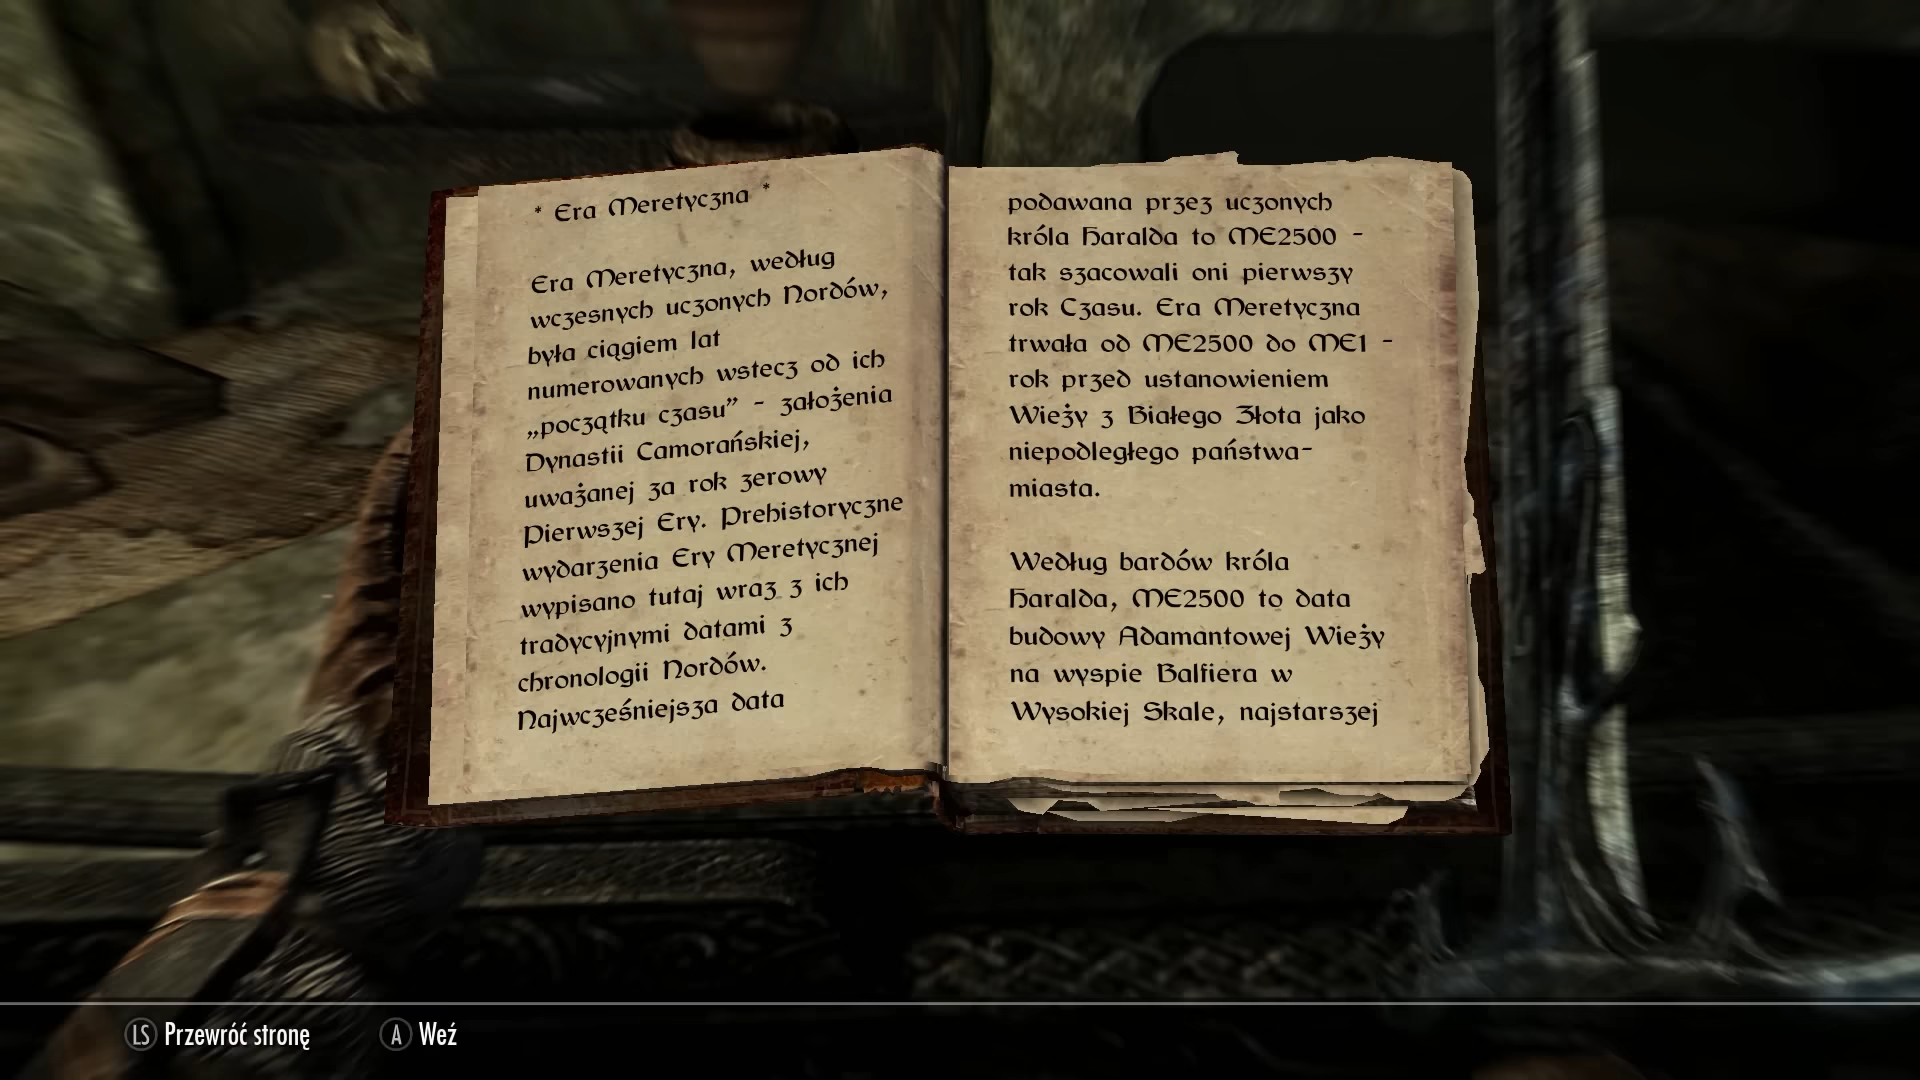 * Era Meretyczna *
Era Meretyczna, według
wczesnych uczonych Nordów,
była ciągiem lat
numerowanych wstecz od ich
„początku czasu” - założenia
Dynastii Camorańskiej,
uważanej za rok zerowy
Pierwszej Ery. Prehistoryczne
wydarzenia Ery Meretycznej
wypisano tutaj wraz z ich
tradycyjnymi datami z
chronologii Nordów.
Najwcześniejsza data
podawana przez uczonych
króla Haralda to ME2500 -
tak szacowali oni pierwszy
rok Czasu. Era Meretyczna
trwała od ME2500 do ME1 -
rok przed ustanowieniem
Wieży z Białego Złota jako
niepodległego państwa-
miasta.
Według bardów króla
Haralda, ME2500 to data
budowy Adamantowej Wieży
na wyspie Balfiera w
Wysokiej Skale, najstarszej
LS Przewróć stronę
A Weź